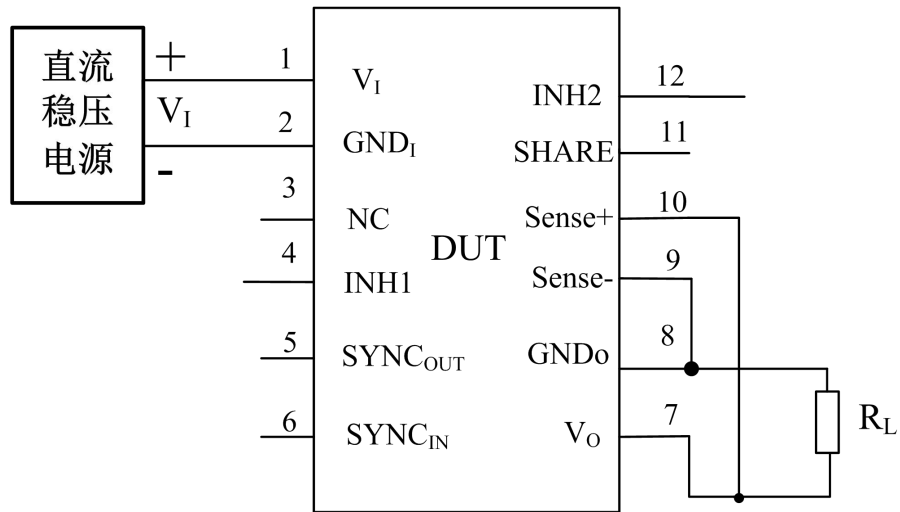 直流
稳压
电源
+
V_I
-
1
V_I
2
GND_I
3
NC
4
INH1
5
SYNC_OUT
6
SYNC_IN
DUT
12
INH2
11
SHARE
10
Sense+
9
Sense-
8
GNDo
7
V_O
R_L